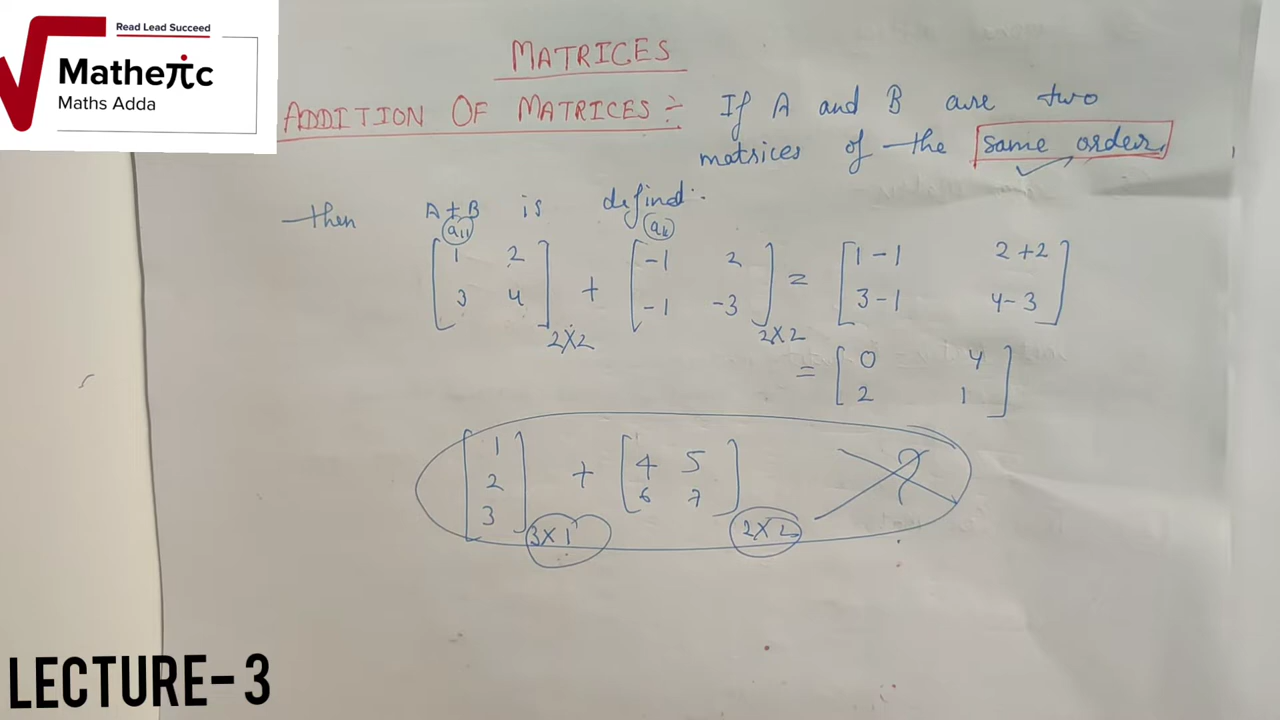 Read Lead Succeed
Matheπc
Maths Adda
MATRICES
ADDITION OF MATRICES :- If A and B are two
matrices of the same order,
then A+B is defined.
a11 a11
[1 2 + [-1 2 = [1-1 2+2
3 4]2×2 -1 -3]2×2 3-1 4-3]
= [0 4
2 1]
[1 + [4 5 ?
2 6 7]2×2
3]3×1
LECTURE- 3